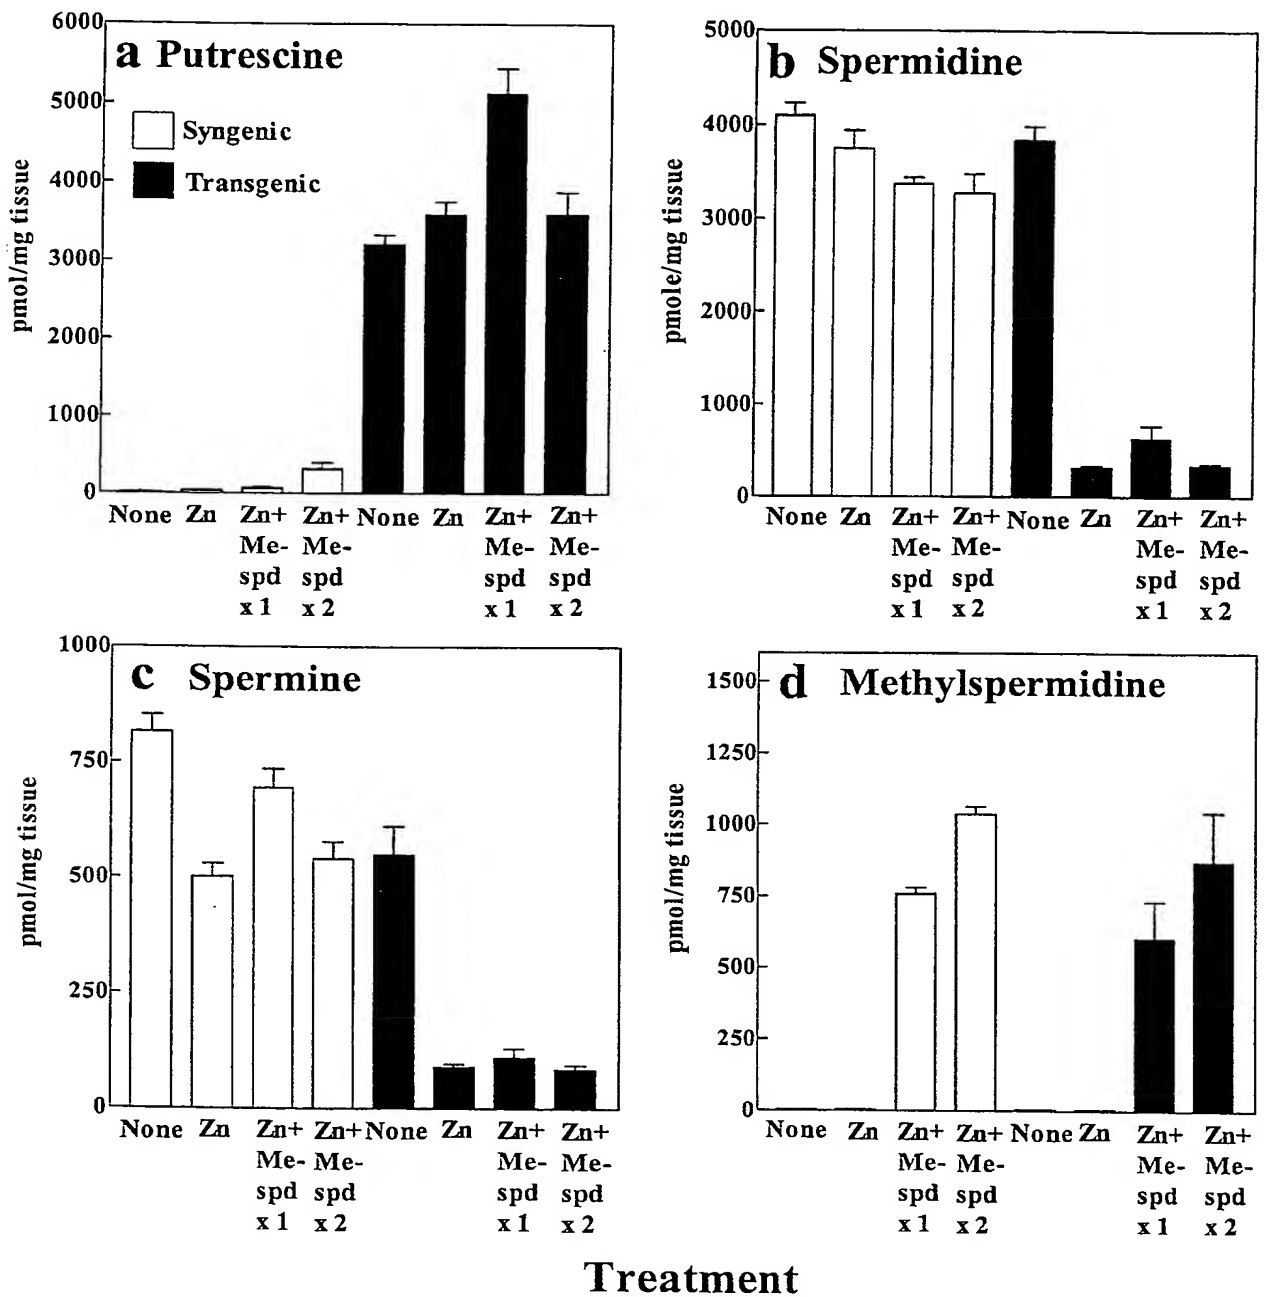 a Putrescine
Syngenic
Transgenic
pmol/mg tissue
6000
5000
4000
3000
2000
1000
0
None Zn Zn+ Zn+ None Zn Zn+ Zn+
Me- Me- Me- Me-
spd spd spd spd
x 1 x 2 x 1 x 2
b Spermidine
pmole/mg tissue
5000
4000
3000
2000
1000
0
None Zn Zn+ Zn+ None Zn Zn+ Zn+
Me- Me- Me- Me-
spd spd spd spd
x 1 x 2 x 1 x 2
c Spermine
pmol/mg tissue
1000
750
500
250
0
None Zn Zn+ Zn+ None Zn Zn+ Zn+
Me- Me- Me- Me-
spd spd spd spd
x 1 x 2 x 1 x 2
d Methylspermidine
pmol/mg tissue
1500
1250
1000
750
500
250
0
None Zn Zn+ Zn+ None Zn Zn+ Zn+
Me- Me- Me- Me-
spd spd spd spd
x 1 x 2 x 1 x 2
Treatment